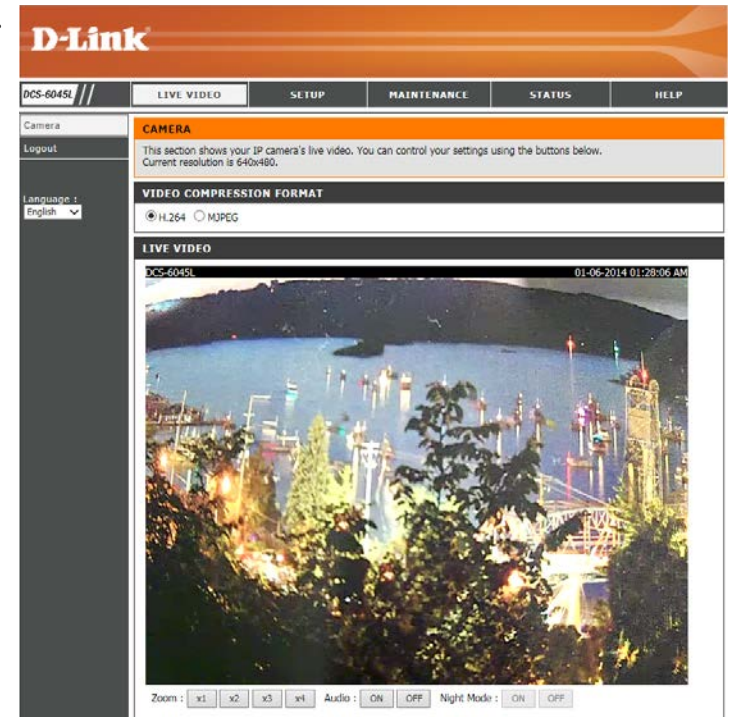 D-Link
DCS-6045L // LIVE VIDEO SETUP MAINTENANCE STATUS HELP
Camera
Logout
Language :
English
CAMERA
This section shows your IP camera's live video. You can control your settings using the buttons below.
Current resolution is 640x480.
VIDEO COMPRESSION FORMAT
H.264 MJPEG
LIVE VIDEO
DCS-6045L 01-06-2014 01:28:06 AM
Zoom : x1 x2 x3 x4 Audio : ON OFF Night Mode : ON OFF